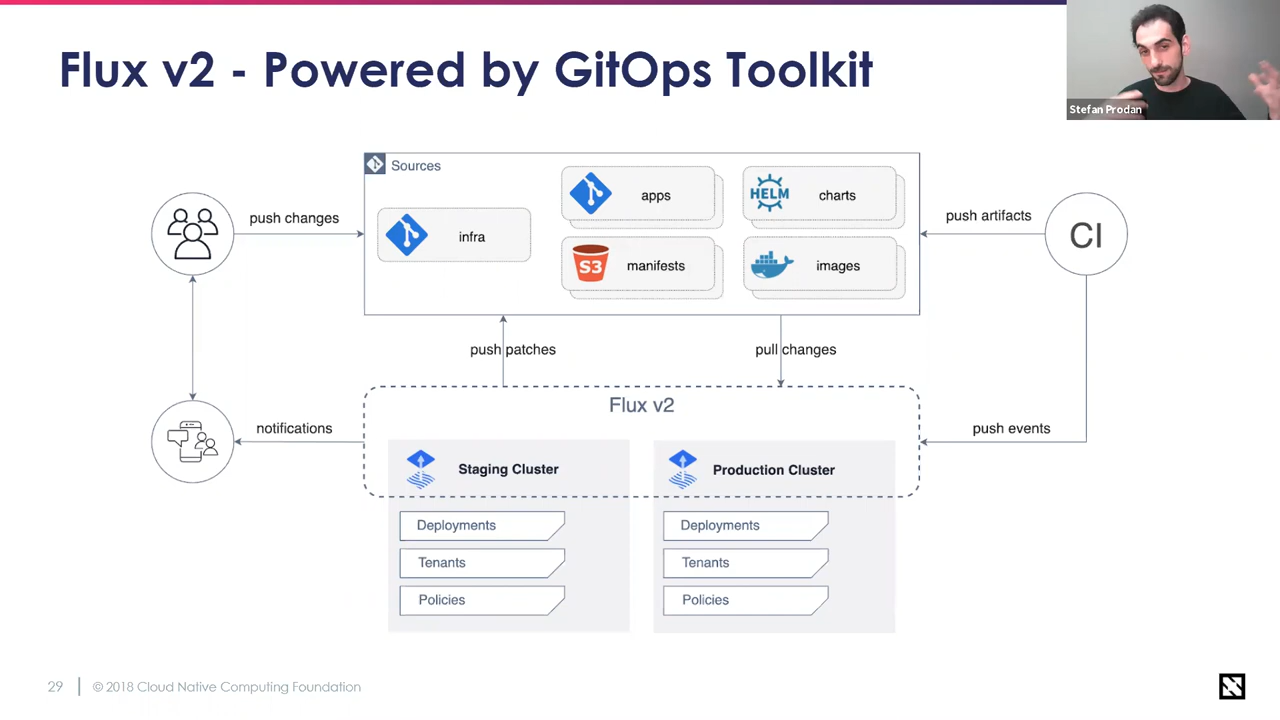 Flux v2 - Powered by GitOps Toolkit
Stefan Prodan
Sources
infra
apps
HELM
charts
S3
manifests
images
push changes
push artifacts
CI
push patches
pull changes
Flux v2
notifications
push events
Staging Cluster
Production Cluster
Deployments
Deployments
Tenants
Tenants
Policies
Policies
29
© 2018 Cloud Native Computing Foundation